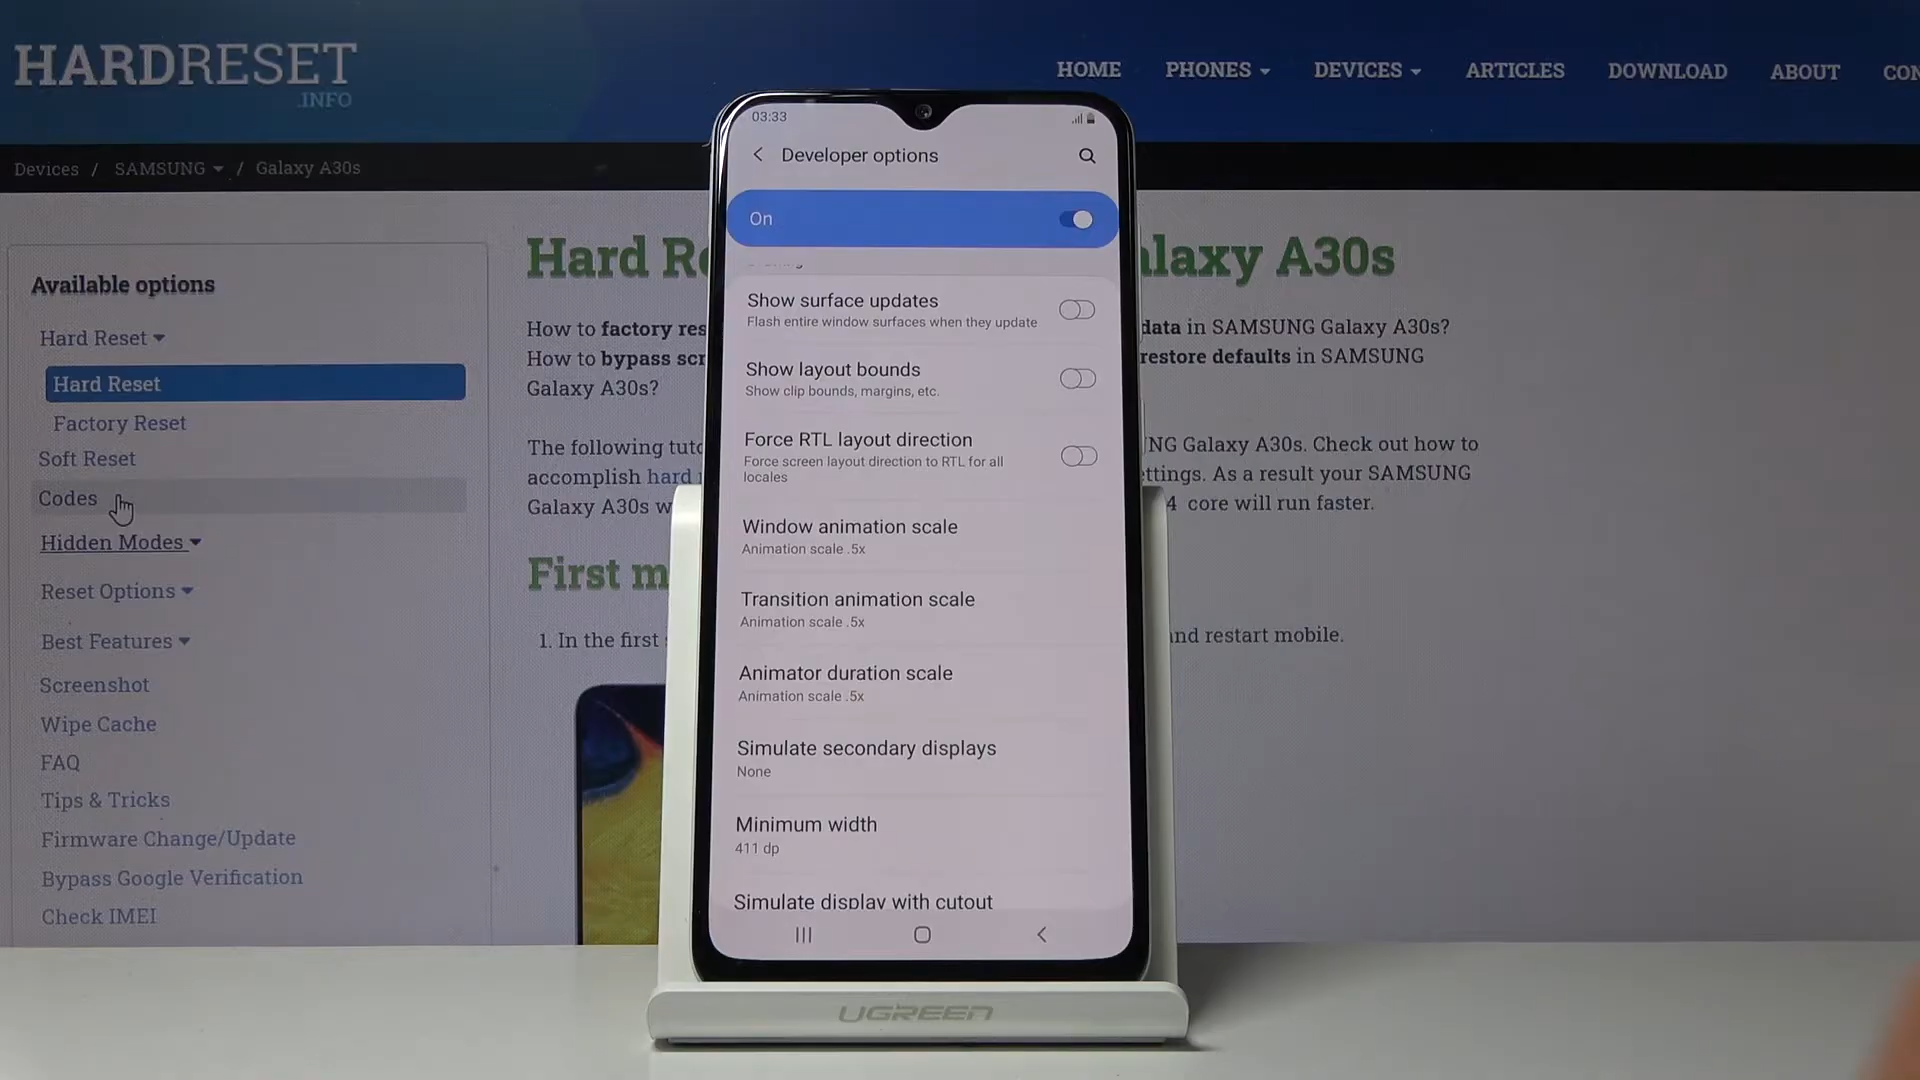 HARDRESET
.INFO
HOME PHONES DEVICES ARTICLES DOWNLOAD ABOUT CON
Devices / SAMSUNG / Galaxy A30s
Available options
Hard Reset
Hard Reset
Factory Reset
Soft Reset
Codes
Hidden Modes
Reset Options
Best Features
Screenshot
Wipe Cache
FAQ
Tips & Tricks
Firmware Change/Update
Bypass Google Verification
Check IMEI
Hard Re alaxy A30s
How to factory res data in SAMSUNG Galaxy A30s?
How to bypass scr restore defaults in SAMSUNG
Galaxy A30s?
The following tuto NG Galaxy A30s. Check out how to
accomplish hard r ttings. As a result your SAMSUNG
Galaxy A30s w 4 core will run faster.
First m
1. In the first s and restart mobile.
03:33
Developer options
On
Show surface updates
Flash entire window surfaces when they update
Show layout bounds
Show clip bounds, margins, etc.
Force RTL layout direction
Force screen layout direction to RTL for all
locales
Window animation scale
Animation scale .5x
Transition animation scale
Animation scale .5x
Animator duration scale
Animation scale .5x
Simulate secondary displays
None
Minimum width
411 dp
Simulate display with cutout
UGREEN